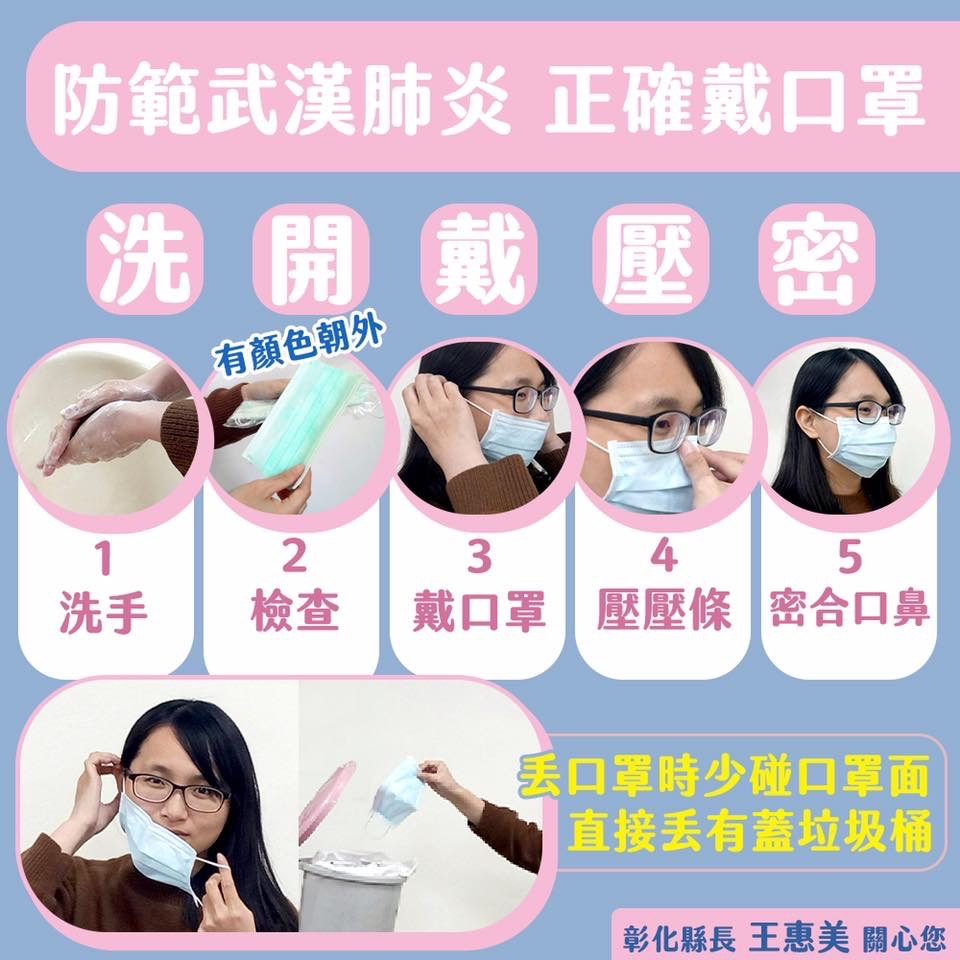 防範武漢肺炎 正確戴口罩
洗 開 戴 壓 密
有顏色朝外
1
洗手
2
檢查
3
戴口罩
4
壓壓條
5
密合口鼻
丟口罩時少碰口罩面
直接丟有蓋垃圾桶
彰化縣長 王惠美 關心您